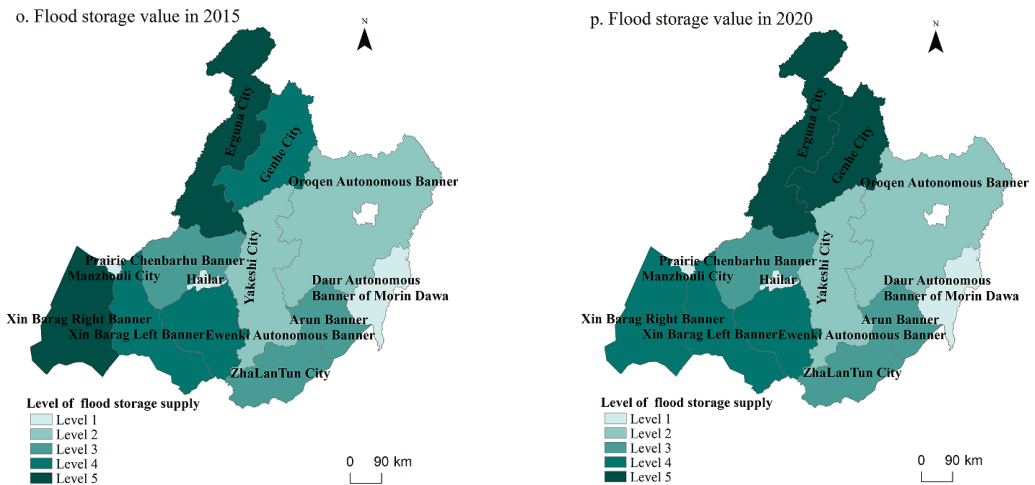 o. Flood storage value in 2015
N
Erguna City
Genhe City
Oroqen Autonomous Banner
Yakeshi City
Prairie Chenbarhu Banner
Manzhouli City
Hailar
Daur Autonomous
Banner of Morin Dawa
Xin Barag Right Banner
Arun Banner
Xin Barag Left Banner
Ewenki Autonomous Banner
ZhaLanTun City
Level of flood storage supply
Level 1
Level 2
Level 3
Level 4
Level 5
0 90 km
p. Flood storage value in 2020
N
Erguna City
Genhe City
Oroqen Autonomous Banner
Yakeshi City
Prairie Chenbarhu Banner
Manzhouli City
Hailar
Daur Autonomous
Banner of Morin Dawa
Xin Barag Right Banner
Arun Banner
Xin Barag Left Banner
Ewenki Autonomous Banner
ZhaLanTun City
Level of flood storage supply
Level 1
Level 2
Level 3
Level 4
Level 5
0 90 km